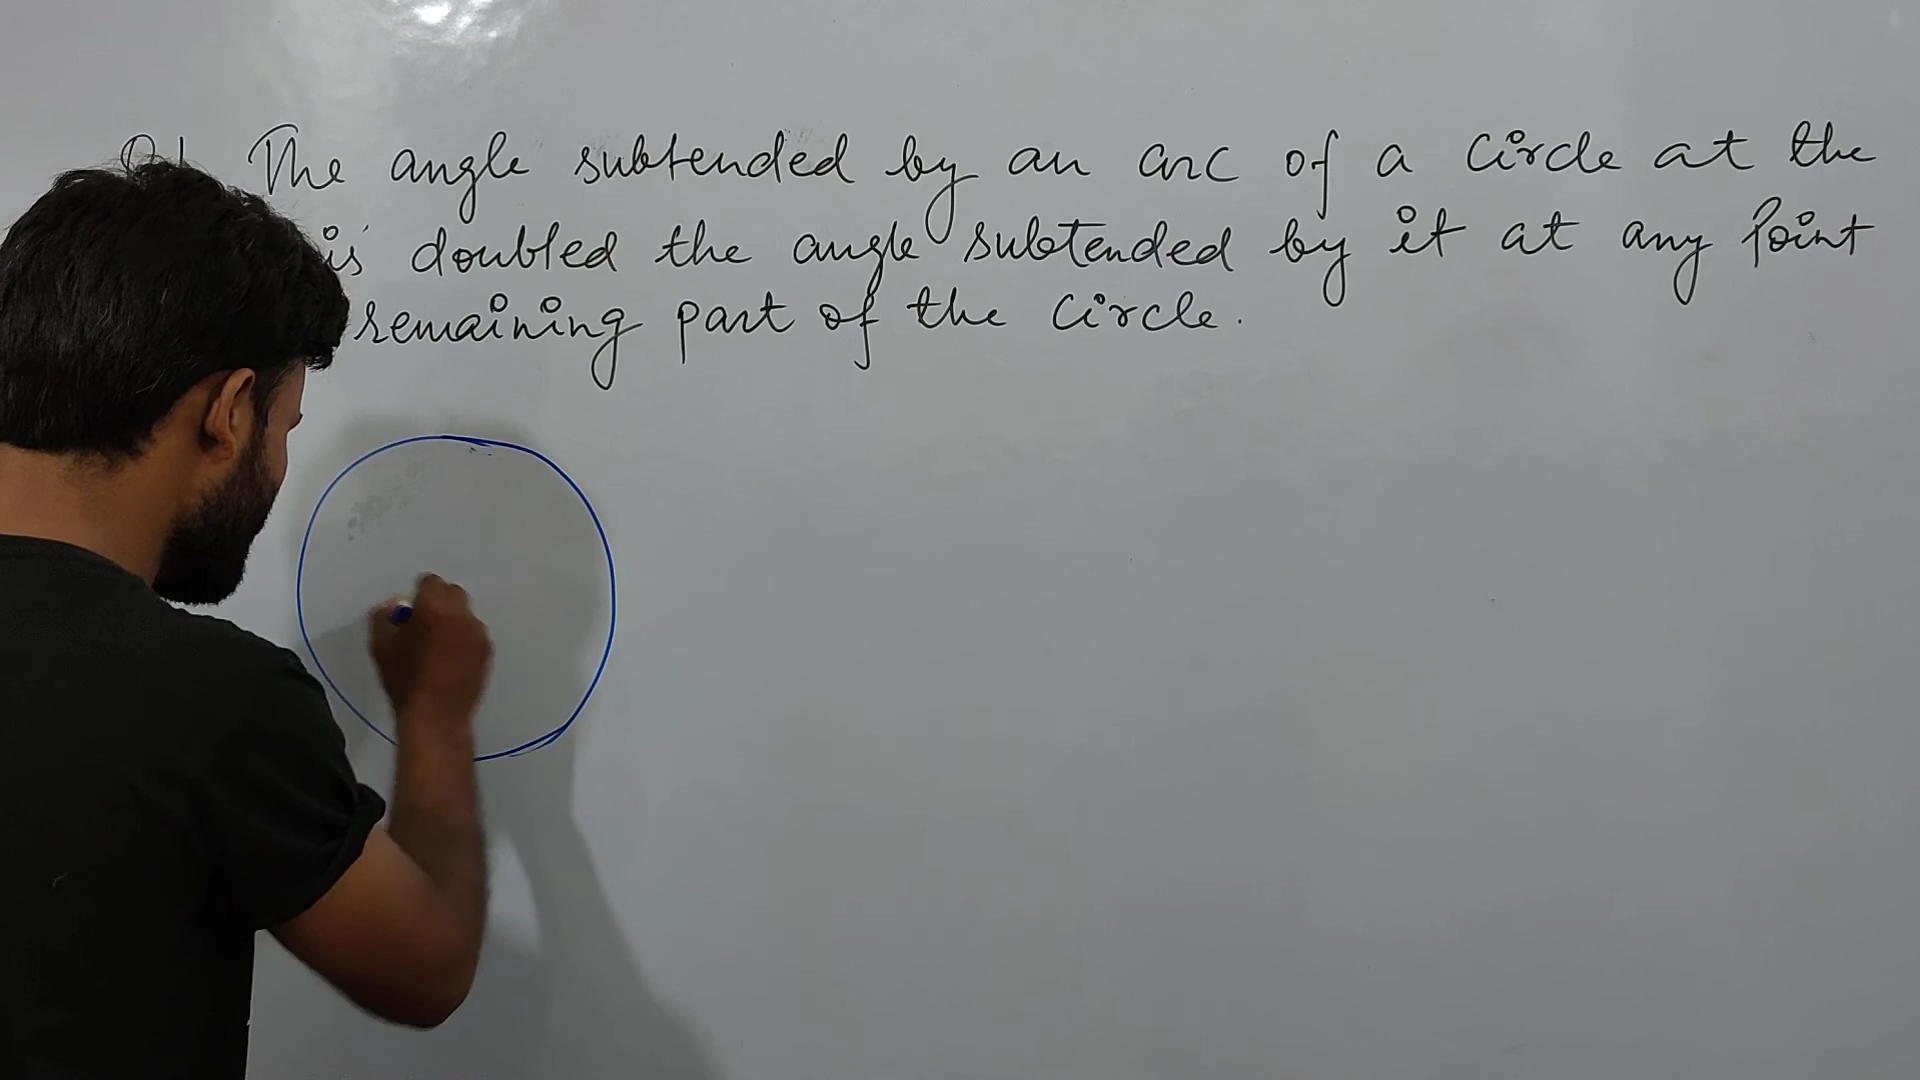 The angle subtended by an arc of a circle at the
is doubled the angle subtended by it at any point
remaining part of the circle.